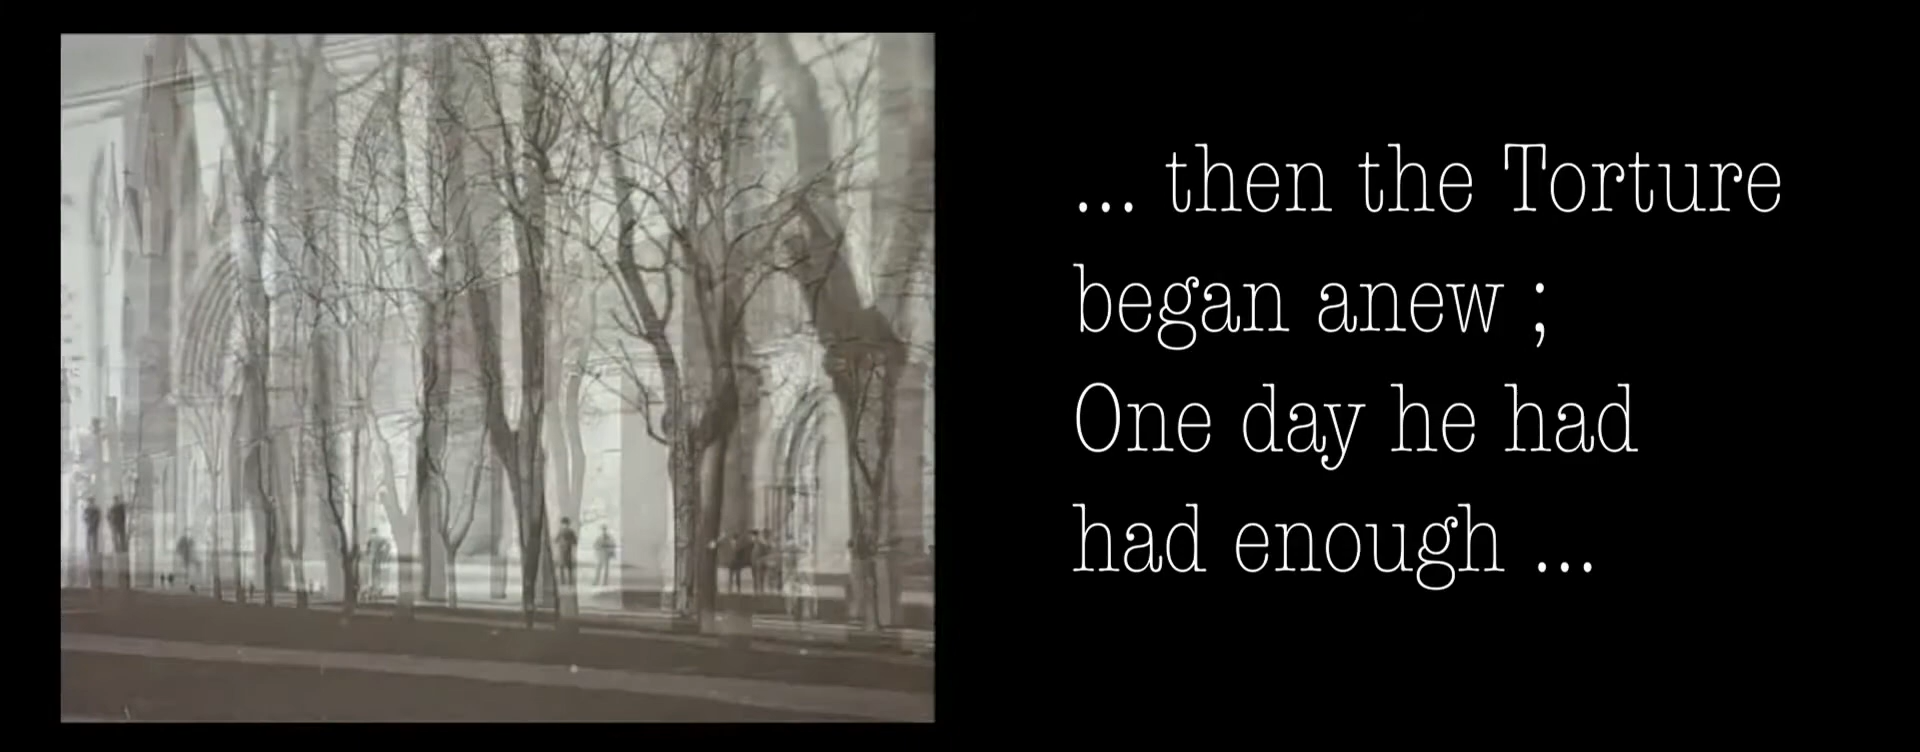 ... then the Torture
began anew ;
One day he had
had enough ...